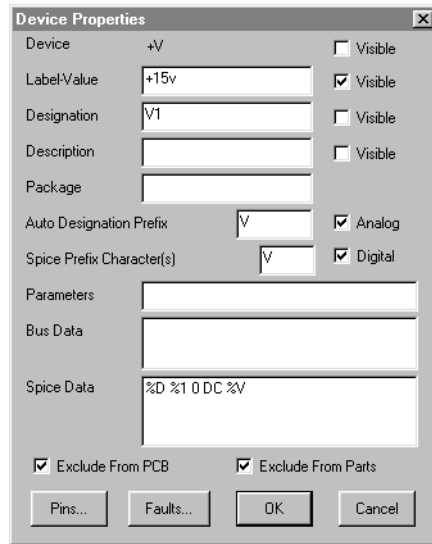 Device Properties
Device +V Visible
Label-Value +15v Visible
Designation V1 Visible
Description Visible
Package
Auto Designation Prefix V Analog
Spice Prefix Character(s) V Digital
Parameters
Bus Data
Spice Data %D %1 0 DC %V
Exclude From PCB Exclude From Parts
Pins... Faults... OK Cancel